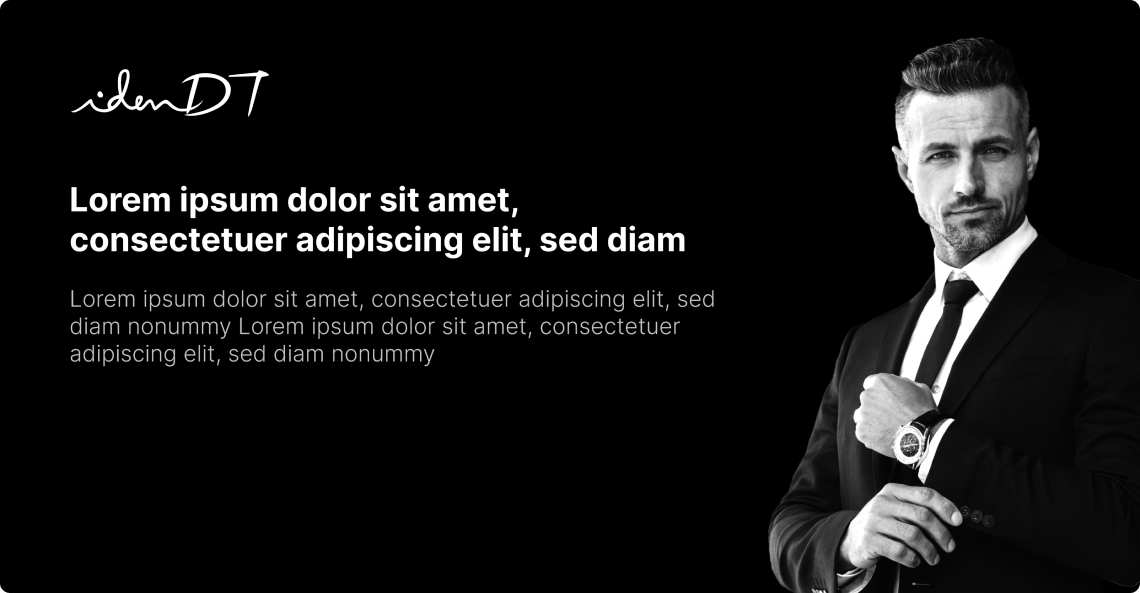 idenDT
Lorem ipsum dolor sit amet,
consectetuer adipiscing elit, sed diam
Lorem ipsum dolor sit amet, consectetuer adipiscing elit, sed
diam nonummy Lorem ipsum dolor sit amet, consectetuer
adipiscing elit, sed diam nonummy